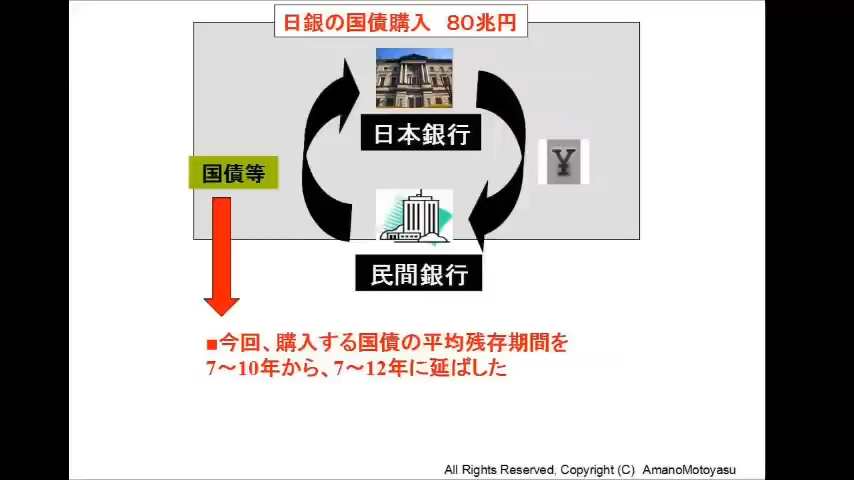 日銀の国債購入 80兆円
日本銀行
¥
国債等
民間銀行
■今回、購入する国債の平均残存期間を
7～10年から、7～12年に延ばした
All Rights Reserved, Copyright (C) AmanoMotoyasu